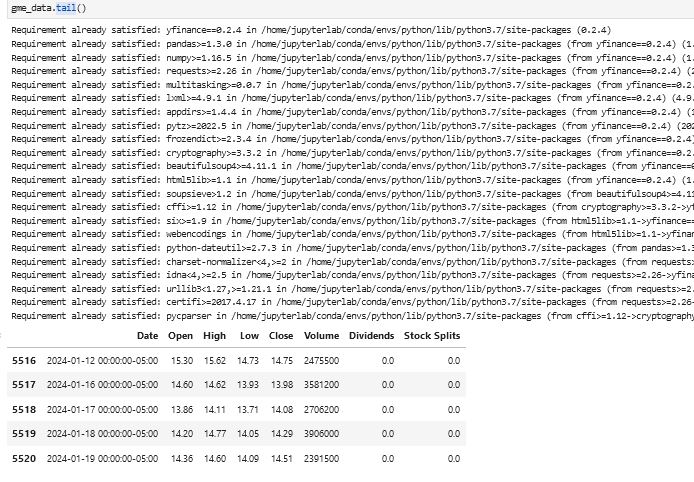 gme_data.tail()
Requirement already satisfied: yfinance==0.2.4 in /home/jupyterlab/conda/envs/python/lib/python3.7/site-packages (0.2.4)
Requirement already satisfied: pandas>=1.3.0 in /home/jupyterlab/conda/envs/python/lib/python3.7/site-packages (from yfinance==0.2.4) (1.
Requirement already satisfied: numpy>=1.16.5 in /home/jupyterlab/conda/envs/python/lib/python3.7/site-packages (from yfinance==0.2.4) (1.
Requirement already satisfied: requests>=2.26 in /home/jupyterlab/conda/envs/python/lib/python3.7/site-packages (from yfinance==0.2.4) (2
Requirement already satisfied: multitasking>=0.0.7 in /home/jupyterlab/conda/envs/python/lib/python3.7/site-packages (from yfinance==0.2.
Requirement already satisfied: lxml>=4.9.1 in /home/jupyterlab/conda/envs/python/lib/python3.7/site-packages (from yfinance==0.2.4) (4.9.
Requirement already satisfied: appdirs>=1.4.4 in /home/jupyterlab/conda/envs/python/lib/python3.7/site-packages (from yfinance==0.2.4) (1
Requirement already satisfied: pytz>=2022.5 in /home/jupyterlab/conda/envs/python/lib/python3.7/site-packages (from yfinance==0.2.4) (202
Requirement already satisfied: frozendict>=2.3.4 in /home/jupyterlab/conda/envs/python/lib/python3.7/site-packages (from yfinance==0.2.4)
Requirement already satisfied: cryptography>=3.3.2 in /home/jupyterlab/conda/envs/python/lib/python3.7/site-packages (from yfinance==0.2.
Requirement already satisfied: beautifulsoup4>=4.11.1 in /home/jupyterlab/conda/envs/python/lib/python3.7/site-packages (from yfinance==0
Requirement already satisfied: html5lib>=1.1 in /home/jupyterlab/conda/envs/python/lib/python3.7/site-packages (from yfinance==0.2.4) (1.
Requirement already satisfied: soupsieve>1.2 in /home/jupyterlab/conda/envs/python/lib/python3.7/site-packages (from beautifulsoup4>=4.11
Requirement already satisfied: cffi>=1.12 in /home/jupyterlab/conda/envs/python/lib/python3.7/site-packages (from cryptography>=3.3.2->yf
Requirement already satisfied: six>=1.9 in /home/jupyterlab/conda/envs/python/lib/python3.7/site-packages (from html5lib>=1.1->yfinance==
Requirement already satisfied: webencodings in /home/jupyterlab/conda/envs/python/lib/python3.7/site-packages (from html5lib>=1.1->yfinan
Requirement already satisfied: python-dateutil>=2.7.3 in /home/jupyterlab/conda/envs/python/lib/python3.7/site-packages (from pandas>=1.3
Requirement already satisfied: charset-normalizer<4,>=2 in /home/jupyterlab/conda/envs/python/lib/python3.7/site-packages (from requests>
Requirement already satisfied: idna<4,>=2.5 in /home/jupyterlab/conda/envs/python/lib/python3.7/site-packages (from requests>=2.26->yfina
Requirement already satisfied: urllib3<1.27,>=1.21.1 in /home/jupyterlab/conda/envs/python/lib/python3.7/site-packages (from requests>=2.
Requirement already satisfied: certifi>=2017.4.17 in /home/jupyterlab/conda/envs/python/lib/python3.7/site-packages (from requests>=2.26-
Requirement already satisfied: pycparser in /home/jupyterlab/conda/envs/python/lib/python3.7/site-packages (from cffi>=1.12->cryptography
Date Open High Low Close Volume Dividends Stock Splits
5516 2024-01-12 00:00:00-05:00 15.30 15.62 14.73 14.75 2475500 0.0 0.0
5517 2024-01-16 00:00:00-05:00 14.60 14.62 13.93 13.98 3581200 0.0 0.0
5518 2024-01-17 00:00:00-05:00 13.86 14.11 13.71 14.08 2706200 0.0 0.0
5519 2024-01-18 00:00:00-05:00 14.20 14.77 14.05 14.29 3906000 0.0 0.0
5520 2024-01-19 00:00:00-05:00 14.36 14.60 14.09 14.51 2391500 0.0 0.0